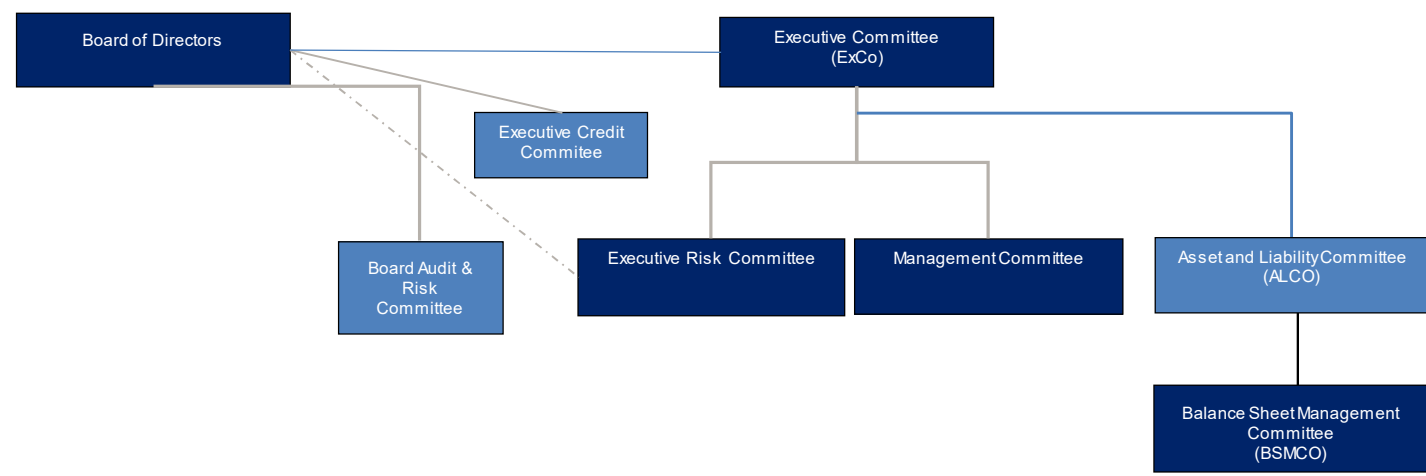 Board of Directors
Executive Committee
(ExCo)
Executive Credit
Commitee
Board Audit &
Risk
Committee
Executive Risk Committee
Management Committee
Asset and Liability Committee
(ALCO)
Balance Sheet Management
Committee
(BSMCO)